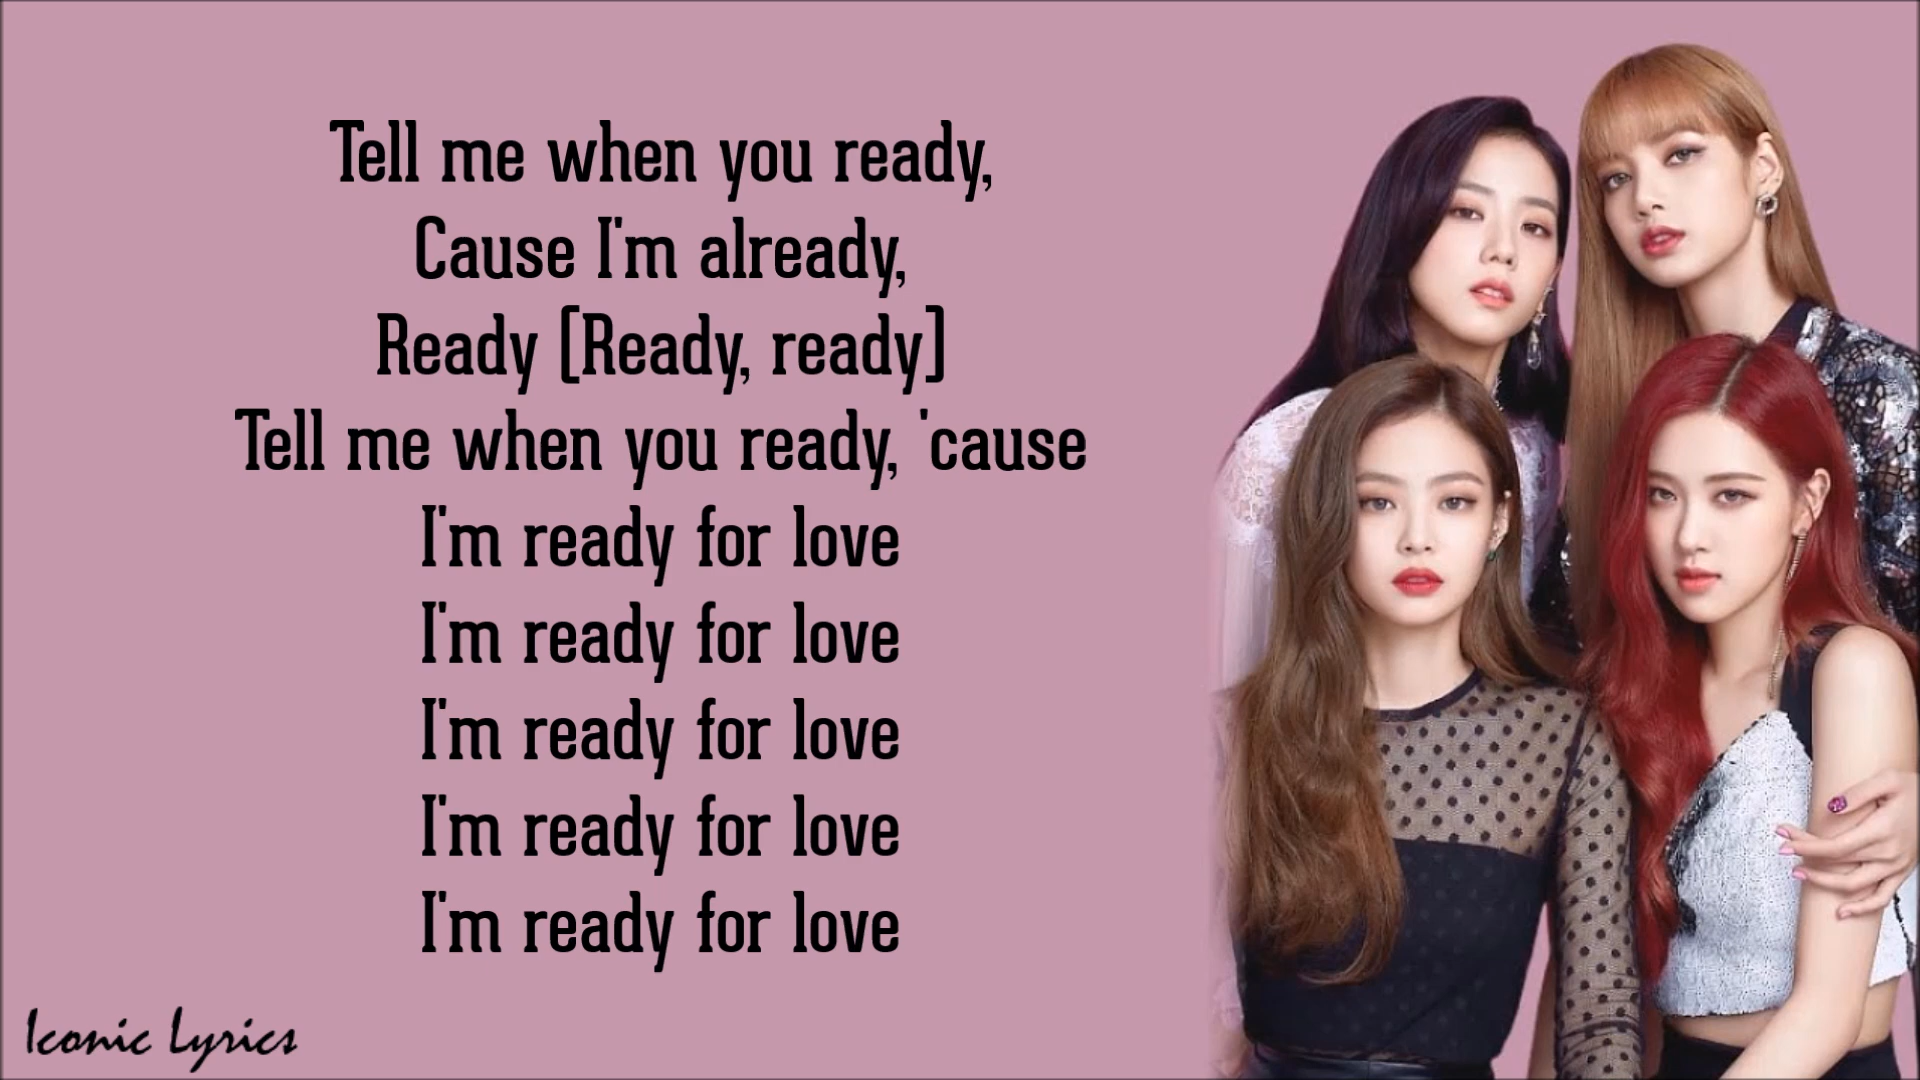 Tell me when you ready,
Cause I'm already,
Ready [Ready, ready]
Tell me when you ready, 'cause
I'm ready for love
I'm ready for love
I'm ready for love
I'm ready for love
I'm ready for love
Iconic Lyrics